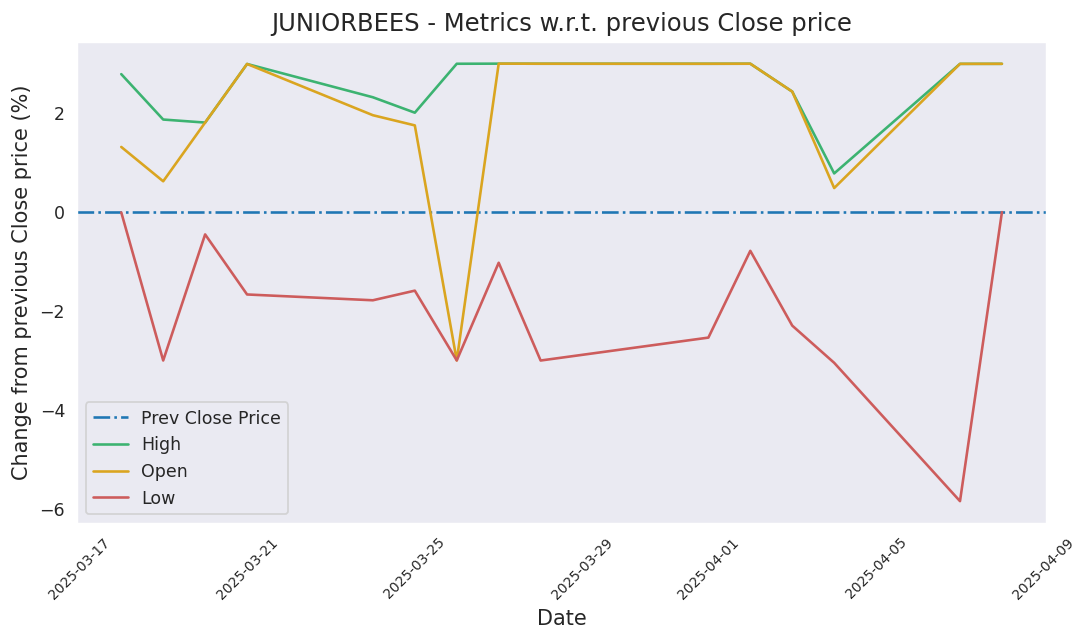 JUNIORBEES - Metrics w.r.t. previous Close price
Change from previous Close price (%)
2
0
−2
−4
−6
Prev Close Price
High
Open
Low
2025-03-17
2025-03-21
2025-03-25
2025-03-29
2025-04-01
2025-04-05
2025-04-09
Date